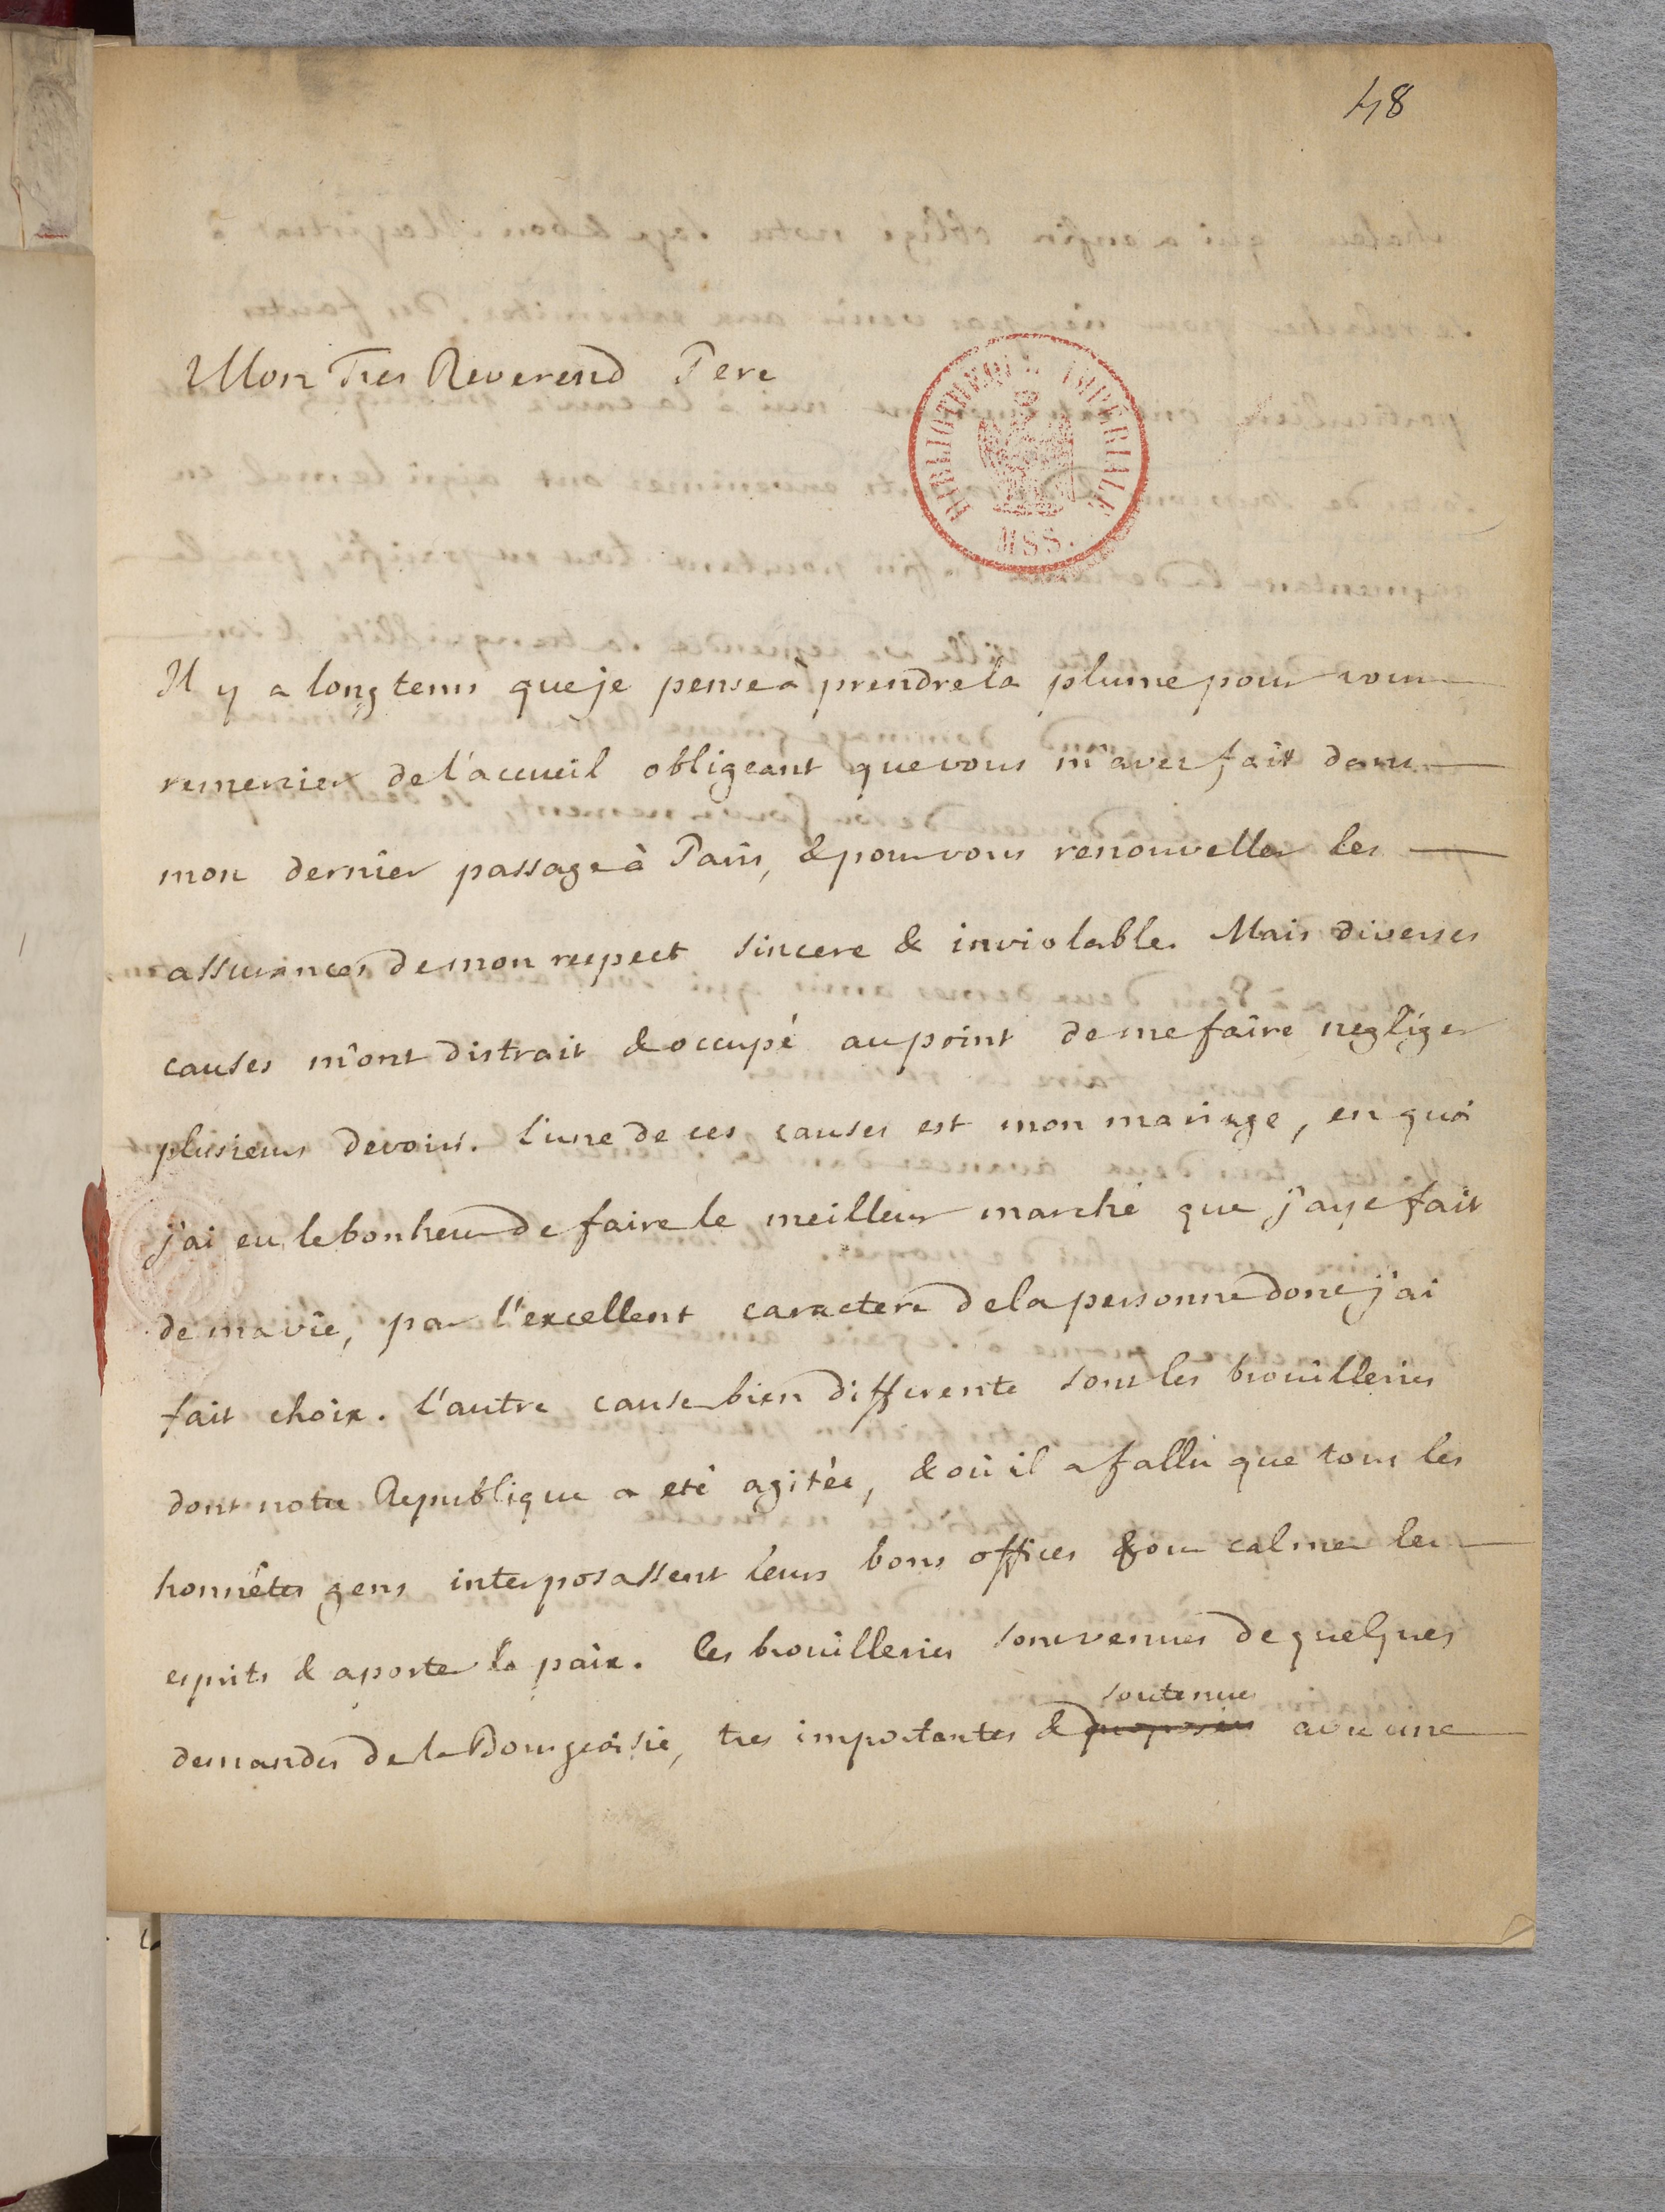 48
Mon Tres Reverend Pere
BIBLIOTHEQUE IMPERIALE
MSS.
Il y a long tems que je pense à prendre la plume pour vous
remercier de l'accueil obligeant que vous m'avez fait dans
mon dernier passage à Paris, & pour vous renouveller les
assurances de mon respect sincere & inviolable. Mais diverses
causes m'ont distrait & occupé au point de me faire negliger
plusieurs devoirs. L'une de ces causes est mon mariage, en quoi
j'ai eu le bonheur de faire le meilleur marché que j'aye fait
de ma vie, par l'excellent caractere de la personne dont j'ai
fait choix. L'autre cause bien differente sont les brouilleries
dont notre Republique a eté agitée, & où il a fallu que tous les
honnêtes gens interposassent leurs bons offices pour calmer les
esprits & aporter la paix. Ces brouilleries sont venues de quelques
soutenues
demandes de la Bourgeoisie, tres importantes & proposées avec une